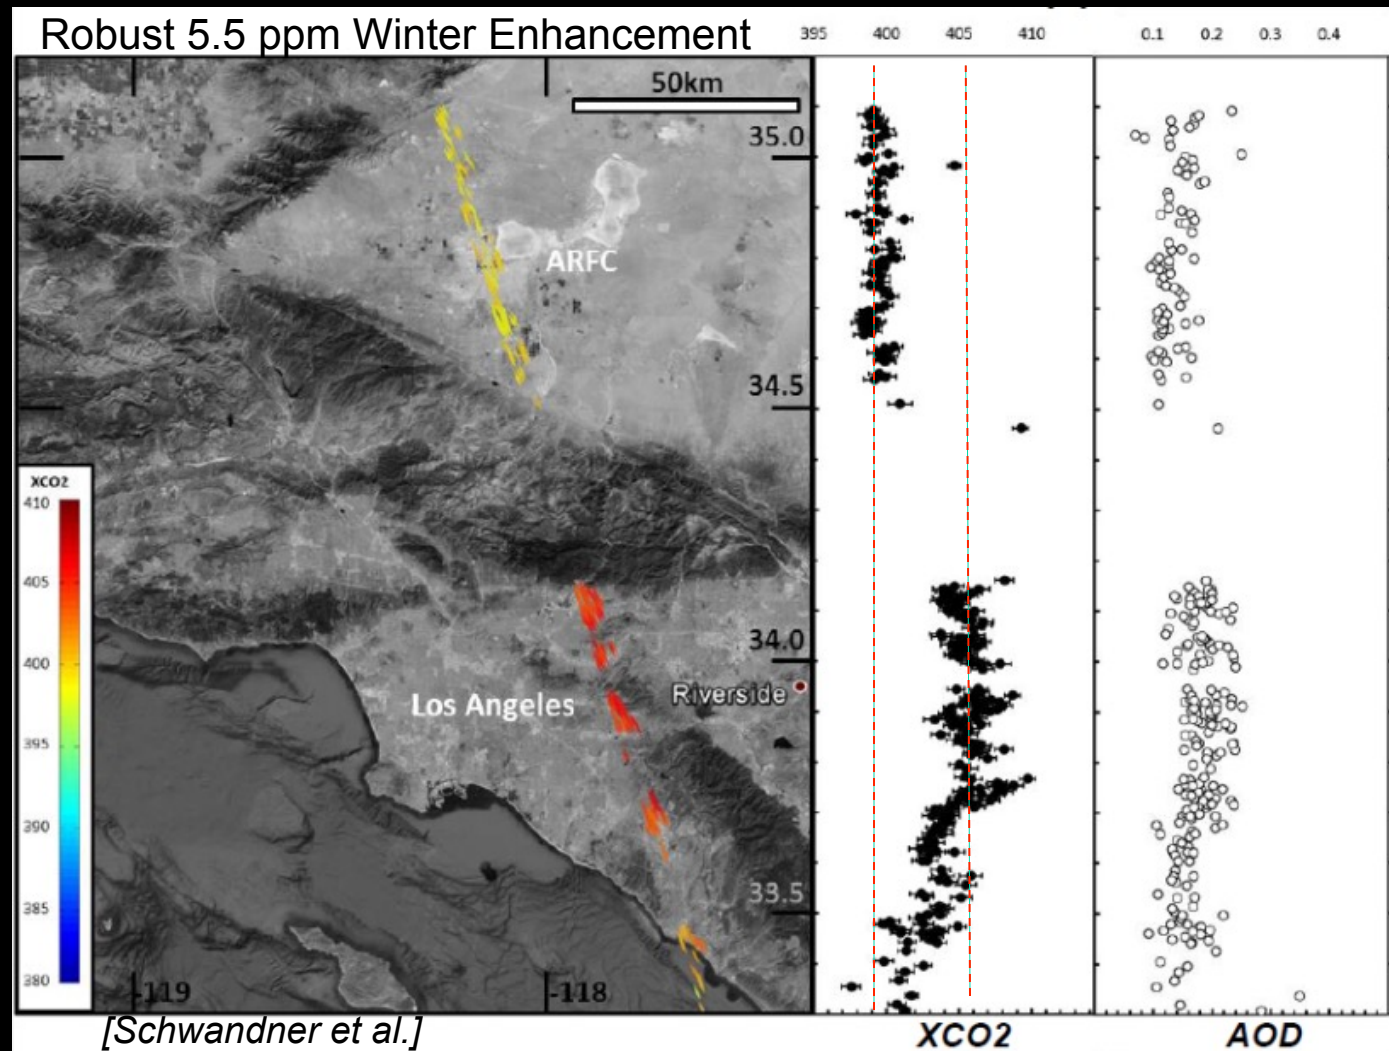 Robust 5.5 ppm Winter Enhancement
395 400 405 410
0.1 0.2 0.3 0.4
50km
35.0
ARFC
34.5
XCO2
410
405
400
395
390
385
380
34.0
Riverside
Los Angeles
33.5
-119
-118
[Schwandner et al.]
XCO2
AOD